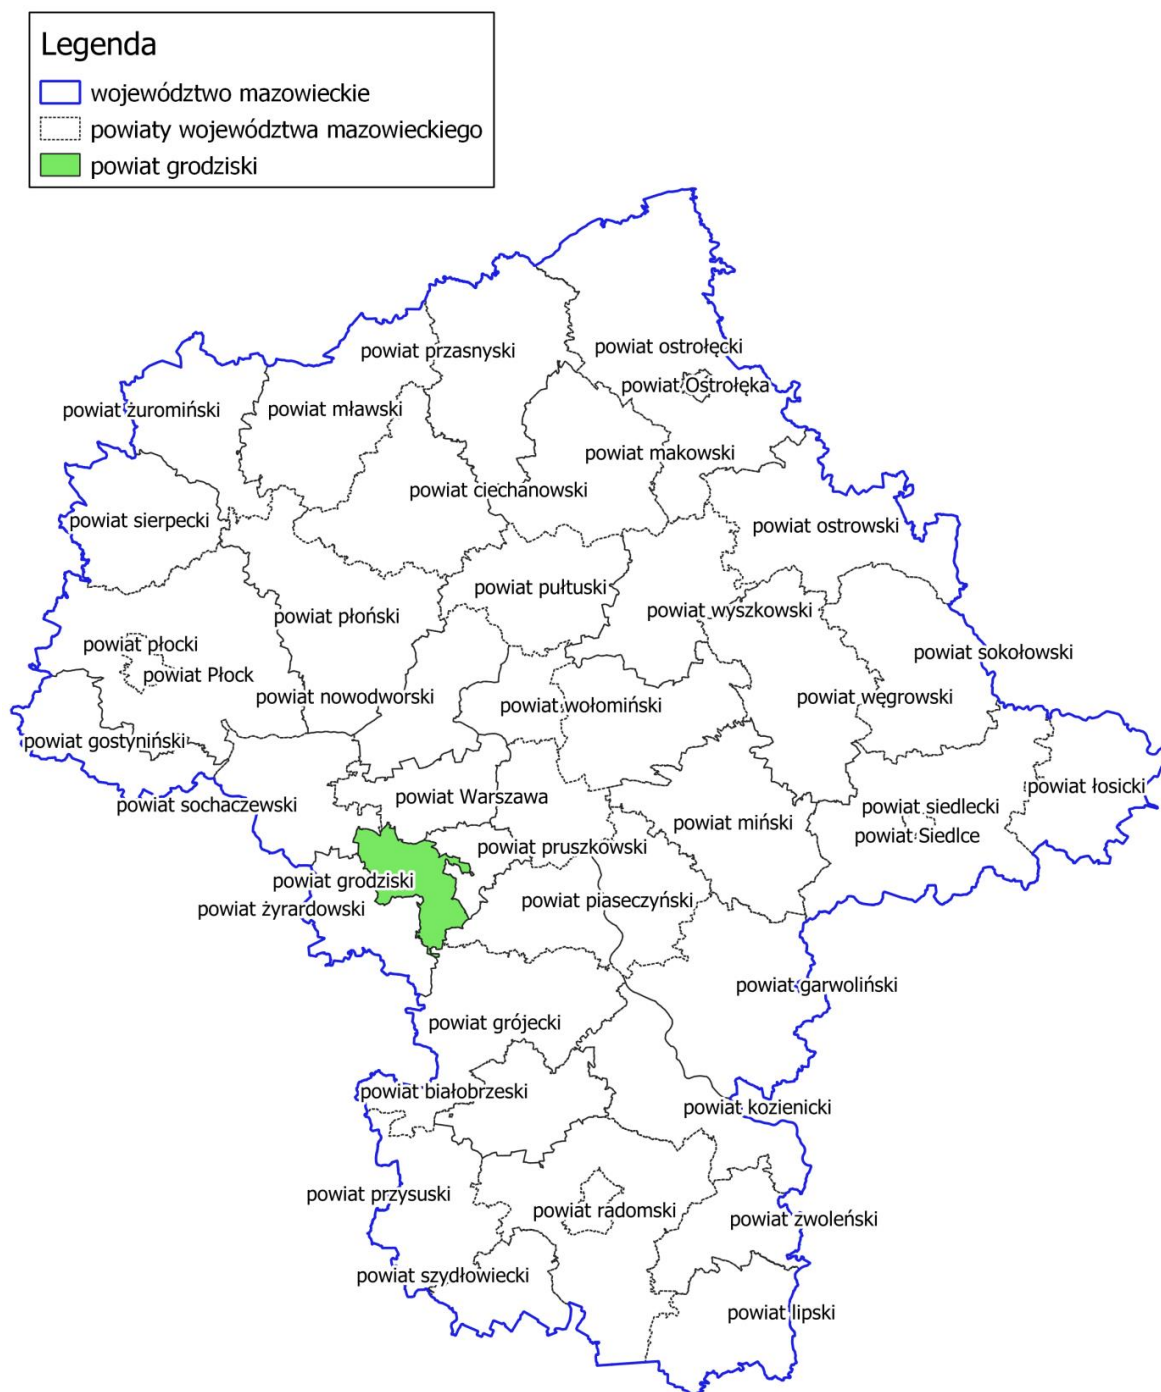 Legenda
województwo mazowieckie
powiaty województwa mazowieckiego
powiat grodziski
powiat przasnyski
powiat ostrołęcki
powiat Ostrołęka
powiat żuromiński
powiat mławski
powiat makowski
powiat ciechanowski
powiat sierpecki
powiat ostrowski
powiat pułtuski
powiat wyszkowski
powiat płoński
powiat płocki
powiat sokołowski
powiat Płock
powiat nowodworski
powiat wołomiński
powiat węgrowski
powiat gostyniński
powiat sochaczewski
powiat Warszawa
powiat łosicki
powiat siedlecki
powiat miński
powiat Siedlce
powiat pruszkowski
powiat grodziski
powiat piaseczyński
powiat żyrardowski
powiat garwoliński
powiat grójecki
powiat białobrzeski
powiat kozienicki
powiat przysuski
powiat radomski
powiat zwoleński
powiat szydłowiecki
powiat lipski